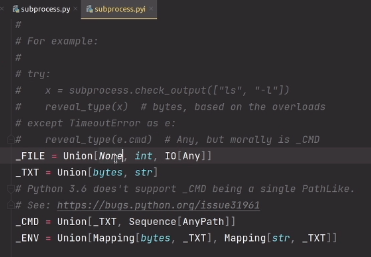 subprocess.py × subprocess.pyi ×
#
# For example:
#
# try:
#    x = subprocess.check_output(["ls", "-l"])
#    reveal_type(x)  # bytes, based on the overloads
# except TimeoutError as e:
#    reveal_type(e.cmd)  # Any, but morally is _CMD
_FILE = Union[None, int, IO[Any]]
_TXT = Union[bytes, str]
# Python 3.6 does't support _CMD being a single PathLike.
# See: https://bugs.python.org/issue31961
_CMD = Union[_TXT, Sequence[AnyPath]]
_ENV = Union[Mapping[bytes, _TXT], Mapping[str, _TXT]]